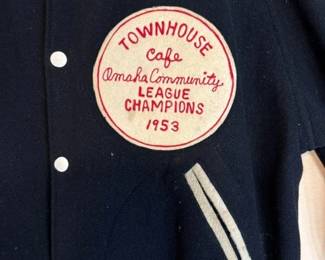 TOWNHOUSE
Cafe
Omaha Community
LEAGUE
CHAMPIONS
1953